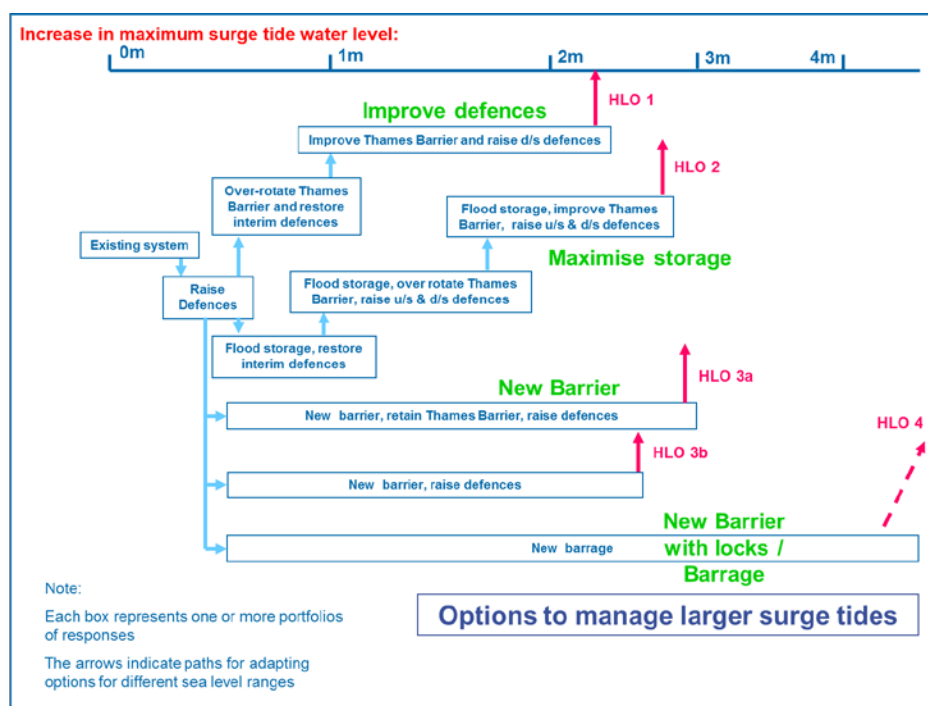 Increase in maximum surge tide water level:
0m
1m
2m
3m
4m
HLO 1
Improve defences
Improve Thames Barrier and raise d/s defences
HLO 2
Over-rotate Thames
Barrier and restore
interim defences
Flood storage, improve Thames
Barrier, raise u/s & d/s defences
Existing system
Maximise storage
Raise
Defences
Flood storage, over rotate Thames
Barrier, raise u/s & d/s defences
Flood storage, restore
interim defences
HLO 3a
New Barrier
New barrier, retain Thames Barrier, raise defences
HLO 4
HLO 3b
New barrier, raise defences
New Barrier
with locks /
Barrage
New barrage
Note:
Each box represents one or more portfolios
of responses
The arrows indicate paths for adapting
options for different sea level ranges
Options to manage larger surge tides